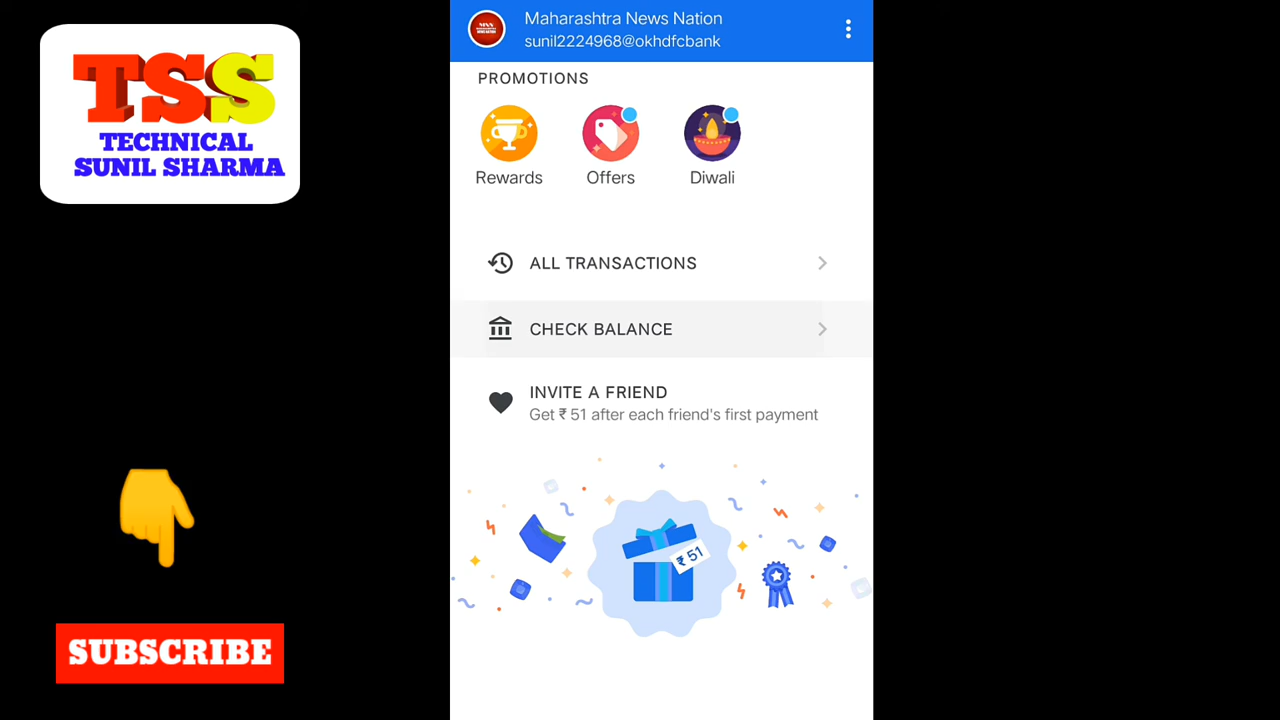 TSS
TECHNICAL
SUNIL SHARMA
SUBSCRIBE
Maharashtra News Nation
sunil2224968@okhdfcbank
PROMOTIONS
Rewards
Offers
Diwali
ALL TRANSACTIONS
CHECK BALANCE
INVITE A FRIEND
Get ₹ 51 after each friend's first payment
₹ 51